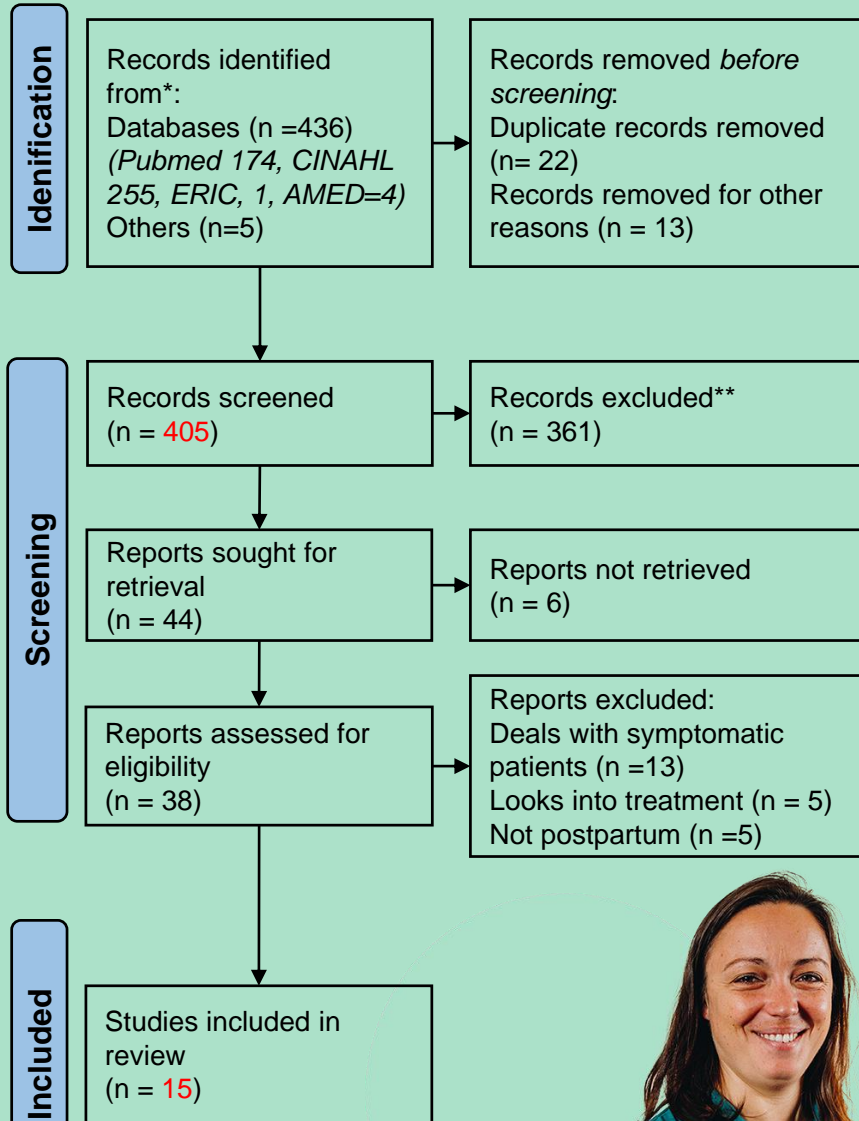 Idenification
Records identified
from*:
Databases (n =436)
(Pubmed 174, CINAHL
255, ERIC, 1, AMED=4)
Others (n=5)
Records removed before
screening:
Duplicate records removed
(n= 22)
Records removed for other
reasons (n = 13)
Screening
Records screened
(n = 405)
Records excluded**
(n = 361)
Reports sought for
retrieval
(n = 44)
Reports not retrieved
(n = 6)
Reports assessed for
eligibility
(n = 38)
Reports excluded:
Deals with symptomatic
patients (n =13)
Looks into treatment (n = 5)
Not postpartum (n =5)
Included
Studies included in
review
(n = 15)